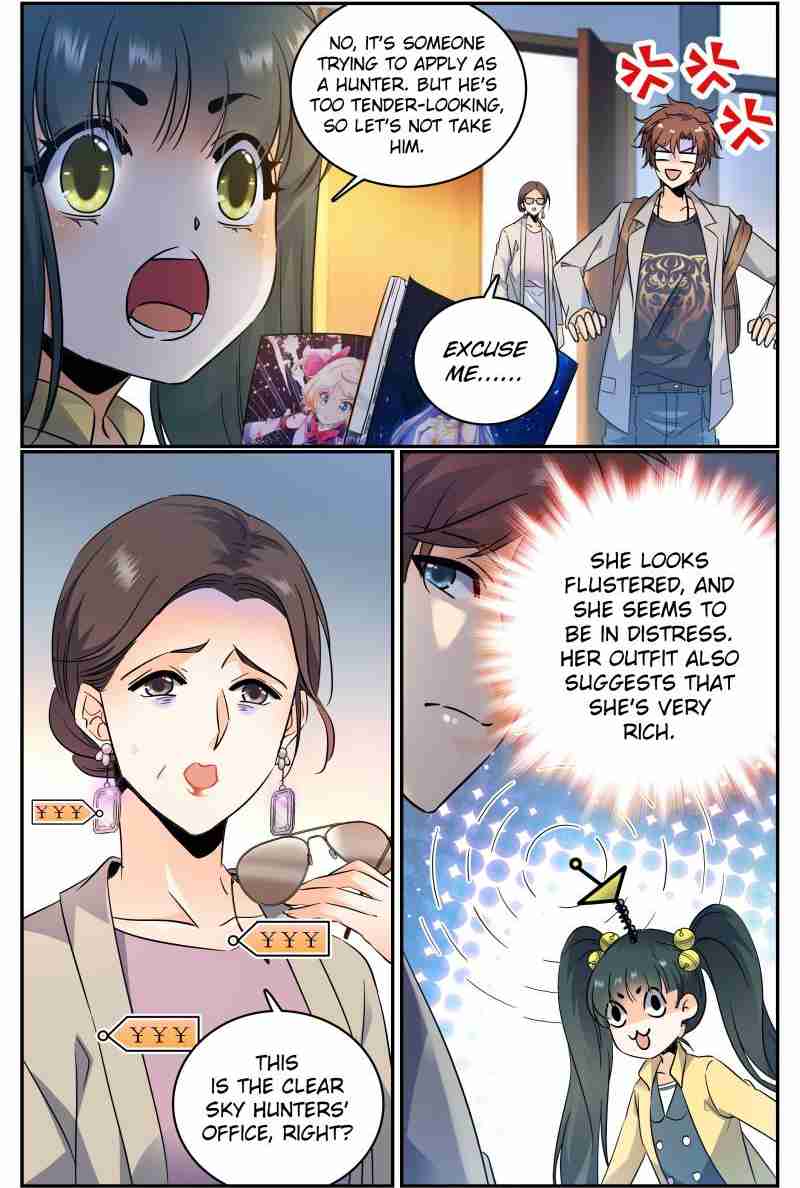 NO, IT'S SOMEONE
TRYING TO APPLY AS
A HUNTER. BUT HE'S
TOO TENDER-LOOKING,
SO LET'S NOT TAKE
HIM.
EXCUSE
ME......
¥¥¥
¥¥¥
¥¥¥
THIS
IS THE CLEAR
SKY HUNTERS'
OFFICE, RIGHT?
SHE LOOKS
FLUSTERED, AND
SHE SEEMS TO
BE IN DISTRESS.
HER OUTFIT ALSO
SUGGESTS THAT
SHE'S VERY
RICH.